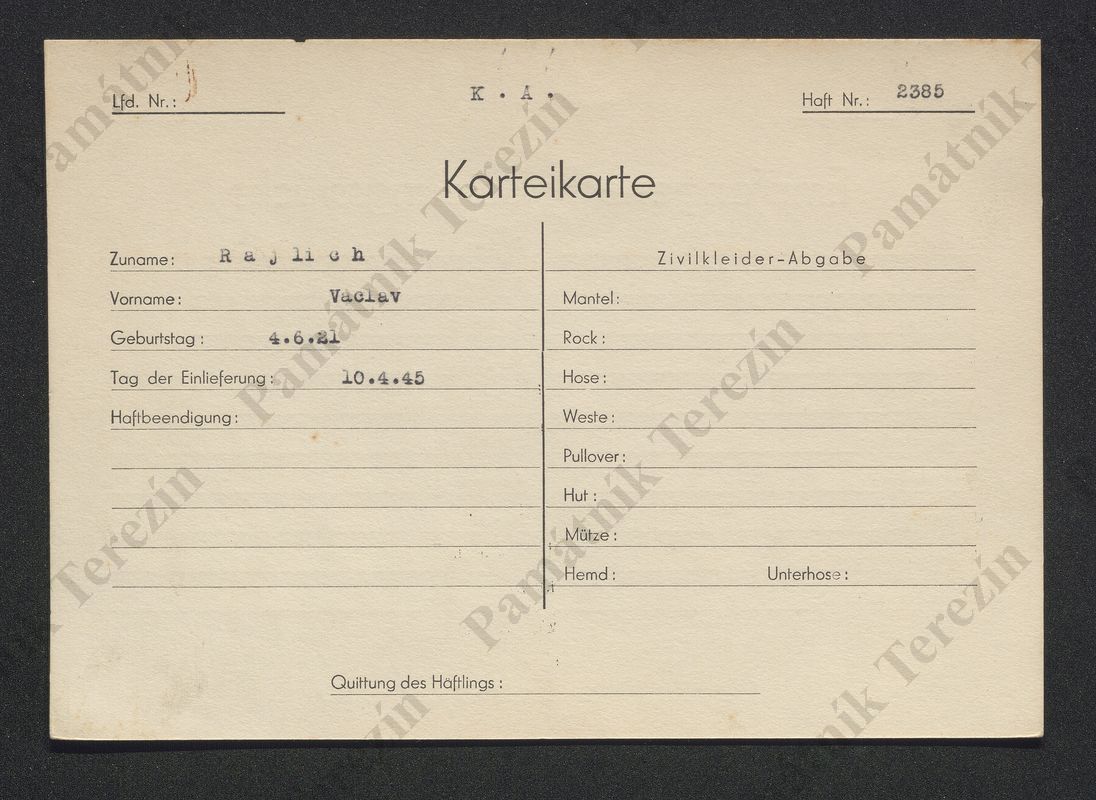 Lfd. Nr.:
K . A .
Haft Nr.: 2385
Karteikarte
Zuname: Rajlich
Vorname: Vaclav
Geburtstag: 4.6.21
Tag der Einlieferung: 10.4.45
Haftbeendigung:
Zivilkleider-Abgabe
Mantel:
Rock:
Hose:
Weste:
Pullover:
Hut:
Mütze:
Hemd: Unterhose:
Quittung des Häftlings:
Památník Terezín